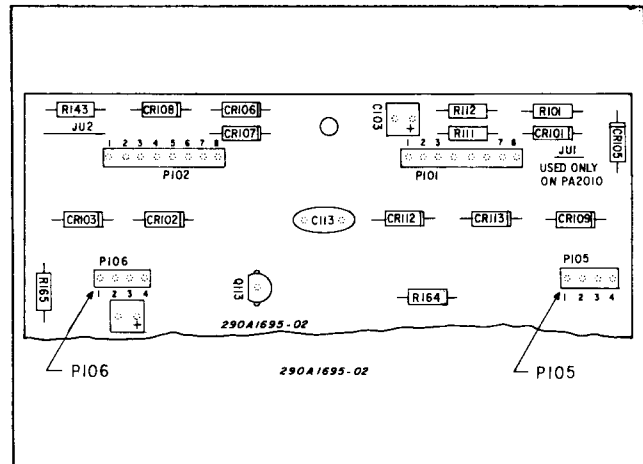 R143
CR108
CR106
C103
+
R112
R101
JU2
CR107
R111
CR101
CR105
JU1
USED ONLY
ON PA2010
1 2 3 4 5 6 7 8
P102
1 2 3 7 8
P101
CR103
CR102
C113
CR112
CR113
CR109
R165
P106
1 2 3 4
+
Q113
R164
P105
1 2 3 4
290A1695-02
P106
290A1695-02
P105